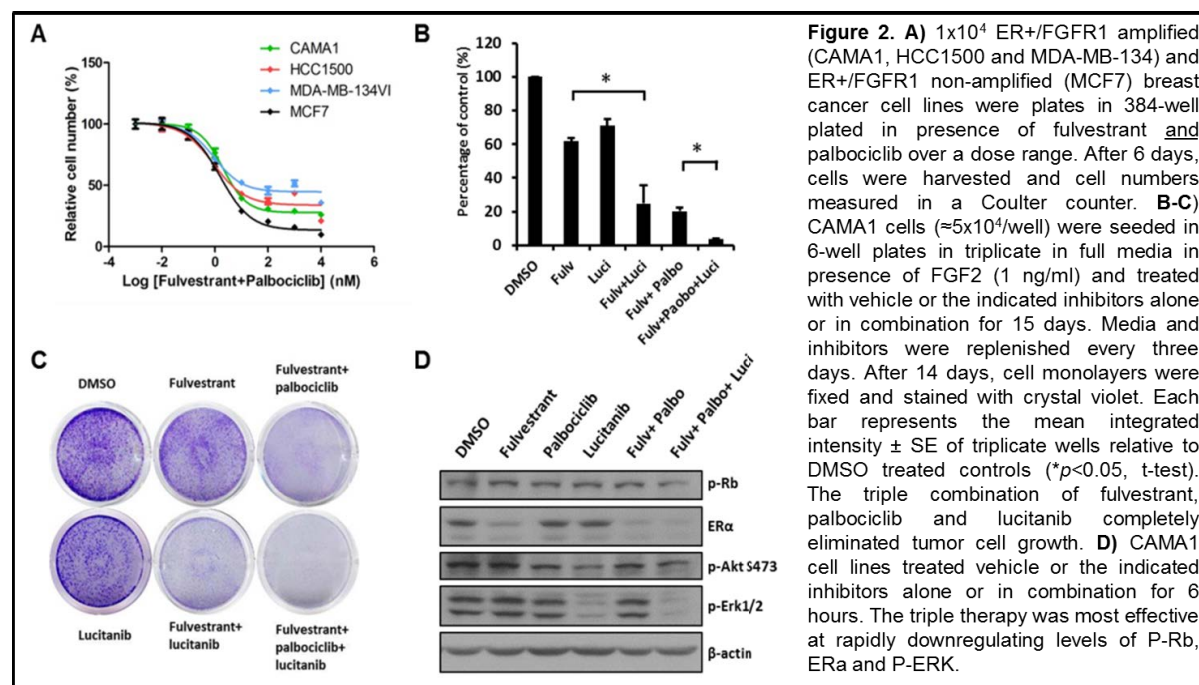 A
CAMA1
HCC1500
MDA-MB-134VI
MCF7
Relative cell number (%)
150
100
50
0
-4 -2 0 2 4 6
Log [Fulvestrant+Palbociclib] (nM)
B
Percentage of control (%)
120
100
80
60
40
20
0
*
*
DMSO
Fulv
Luci
Fulv+Luci
Fulv+ Palbo
Fulv+Paobo+Luci
C
DMSO
Fulvestrant
Fulvestrant+
palbociclib
Lucitanib
Fulvestrant+
lucitanib
Fulvestrant+
palbociclib+
lucitanib
D
DMSO
Fulvestrant
Palbociclib
Lucitanib
Fulv+ Palbo
Fulv+ Palbo+ Luci
p-Rb
ERα
p-Akt S473
p-Erk1/2
β-actin
Figure 2. A) 1x10⁴ ER+/FGFR1 amplified
(CAMA1, HCC1500 and MDA-MB-134) and
ER+/FGFR1 non-amplified (MCF7) breast
cancer cell lines were plates in 384-well
plated in presence of fulvestrant and
palbociclib over a dose range. After 6 days,
cells were harvested and cell numbers
measured in a Coulter counter. B-C)
CAMA1 cells (≈5x10⁴/well) were seeded in
6-well plates in triplicate in full media in
presence of FGF2 (1 ng/ml) and treated
with vehicle or the indicated inhibitors alone
or in combination for 15 days. Media and
inhibitors were replenished every three
days. After 14 days, cell monolayers were
fixed and stained with crystal violet. Each
bar represents the mean integrated
intensity ± SE of triplicate wells relative to
DMSO treated controls (*p<0.05, t-test).
The triple combination of fulvestrant,
palbociclib and lucitanib completely
eliminated tumor cell growth. D) CAMA1
cell lines treated vehicle or the indicated
inhibitors alone or in combination for 6
hours. The triple therapy was most effective
at rapidly downregulating levels of P-Rb,
ERa and P-ERK.